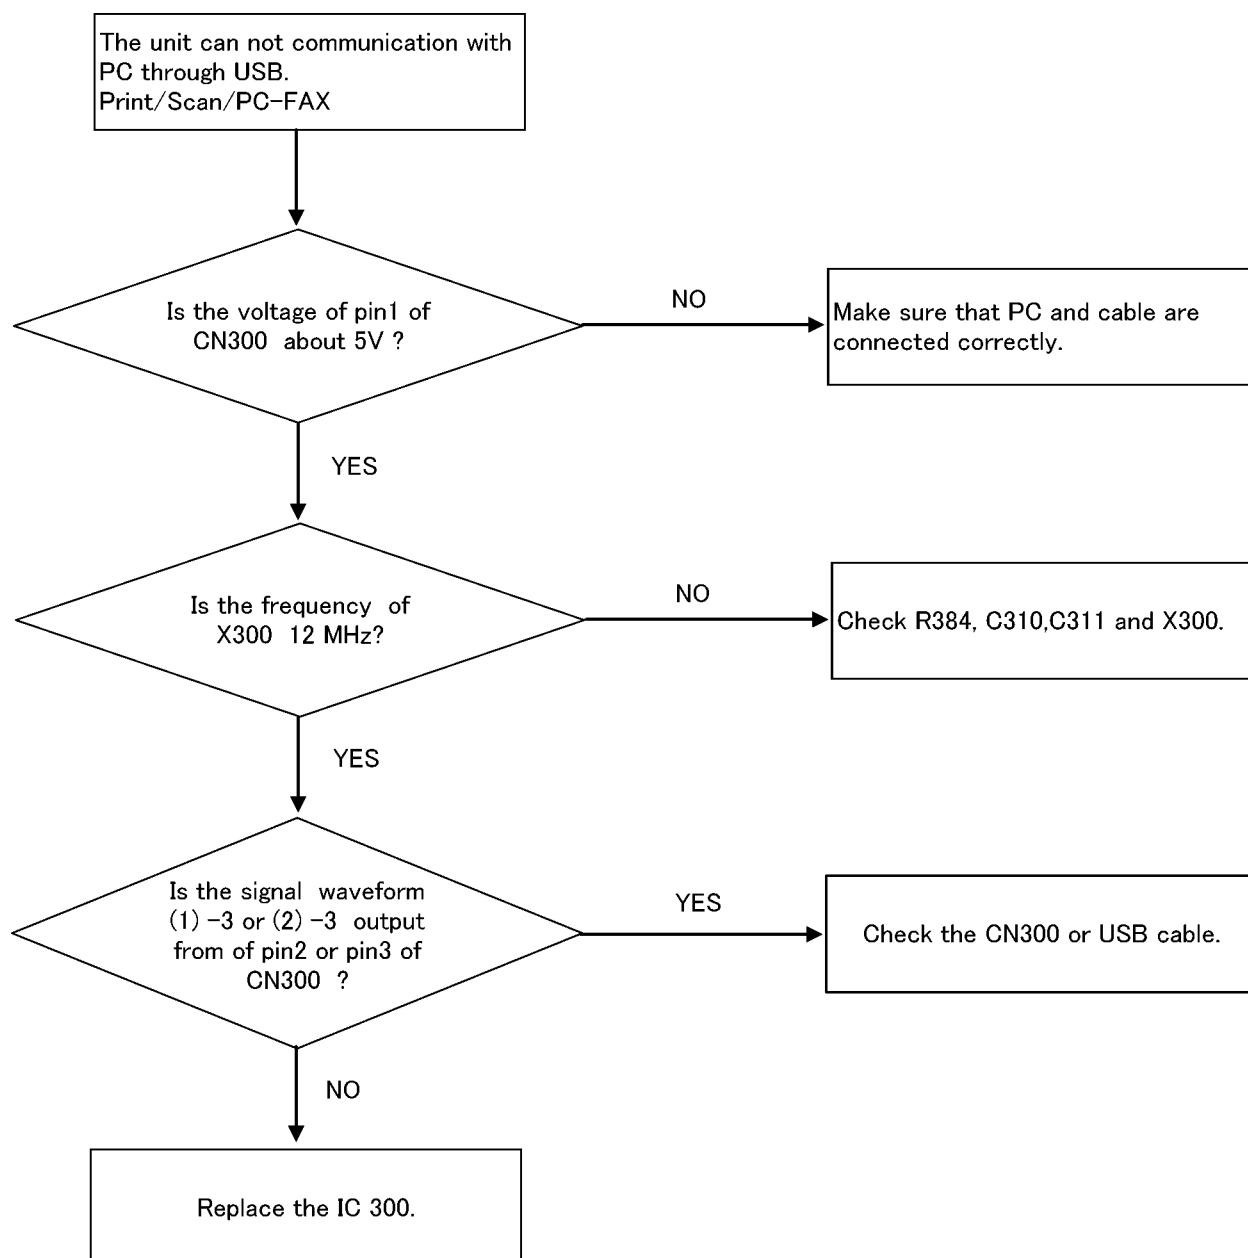 The unit can not communication with
PC through USB.
Print/Scan/PC-FAX
Is the voltage of pin1 of
CN300 about 5V ?
NO
Make sure that PC and cable are
connected correctly.
YES
Is the frequency of
X300 12 MHz?
NO
Check R384, C310,C311 and X300.
YES
Is the signal waveform
(1) -3 or (2) -3 output
from of pin2 or pin3 of
CN300 ?
YES
Check the CN300 or USB cable.
NO
Replace the IC 300.